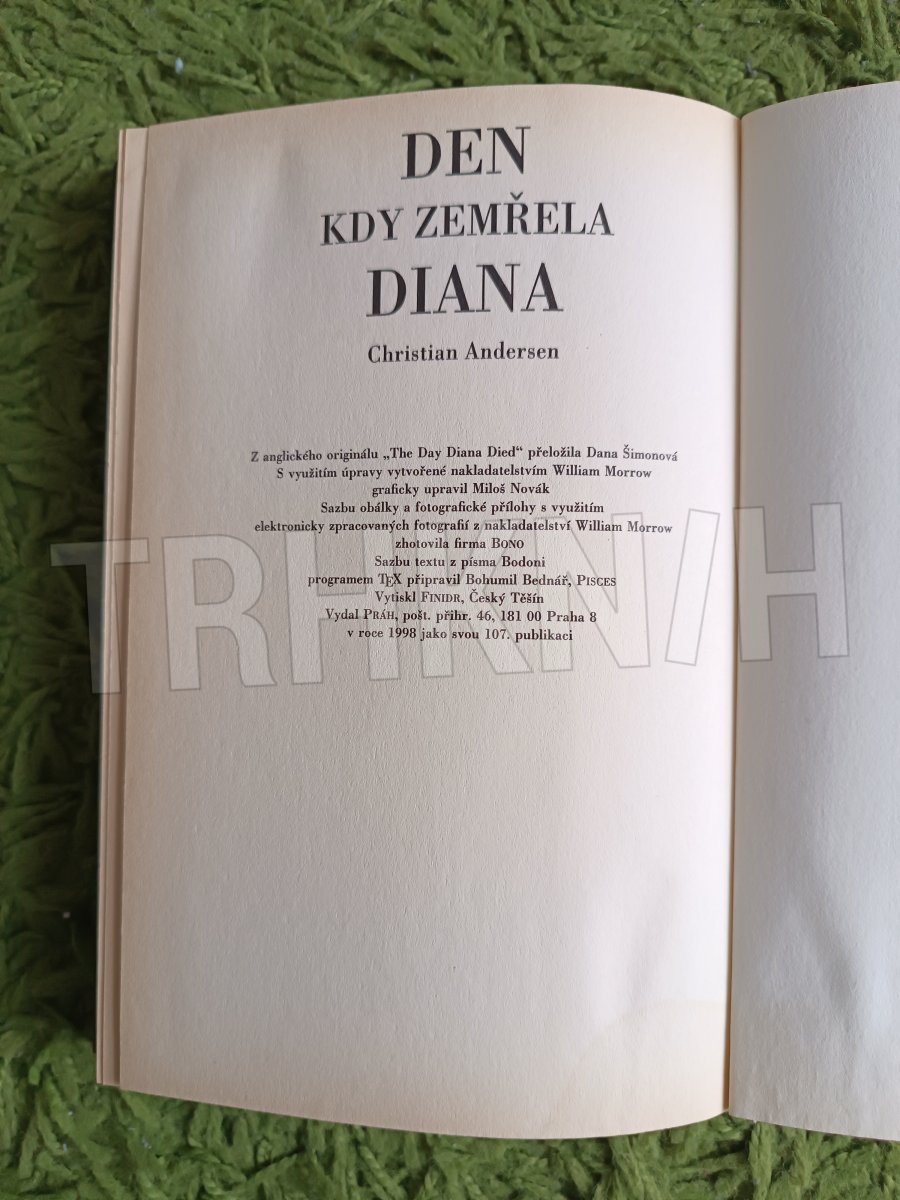 DEN
KDY ZEMŘELA
DIANA
Christian Andersen
Z anglického originálu „The Day Diana Died“ přeložila Dana Šimonová
S využitím úpravy vytvořené nakladatelstvím William Morrow
graficky upravil Miloš Novák
Sazbu obálky a fotografické přílohy s využitím
elektronicky zpracovaných fotografií z nakladatelství William Morrow
zhotovila firma BONO
Sazbu textu z písma Bodoni
programem TEX připravil Bohumil Bednář, PISCES
Vytiskl FINIDR, Český Těšín
Vydal PRÁH, pošt. přihr. 46, 181 00 Praha 8
v roce 1998 jako svou 107. publikaci
TRHKNIH